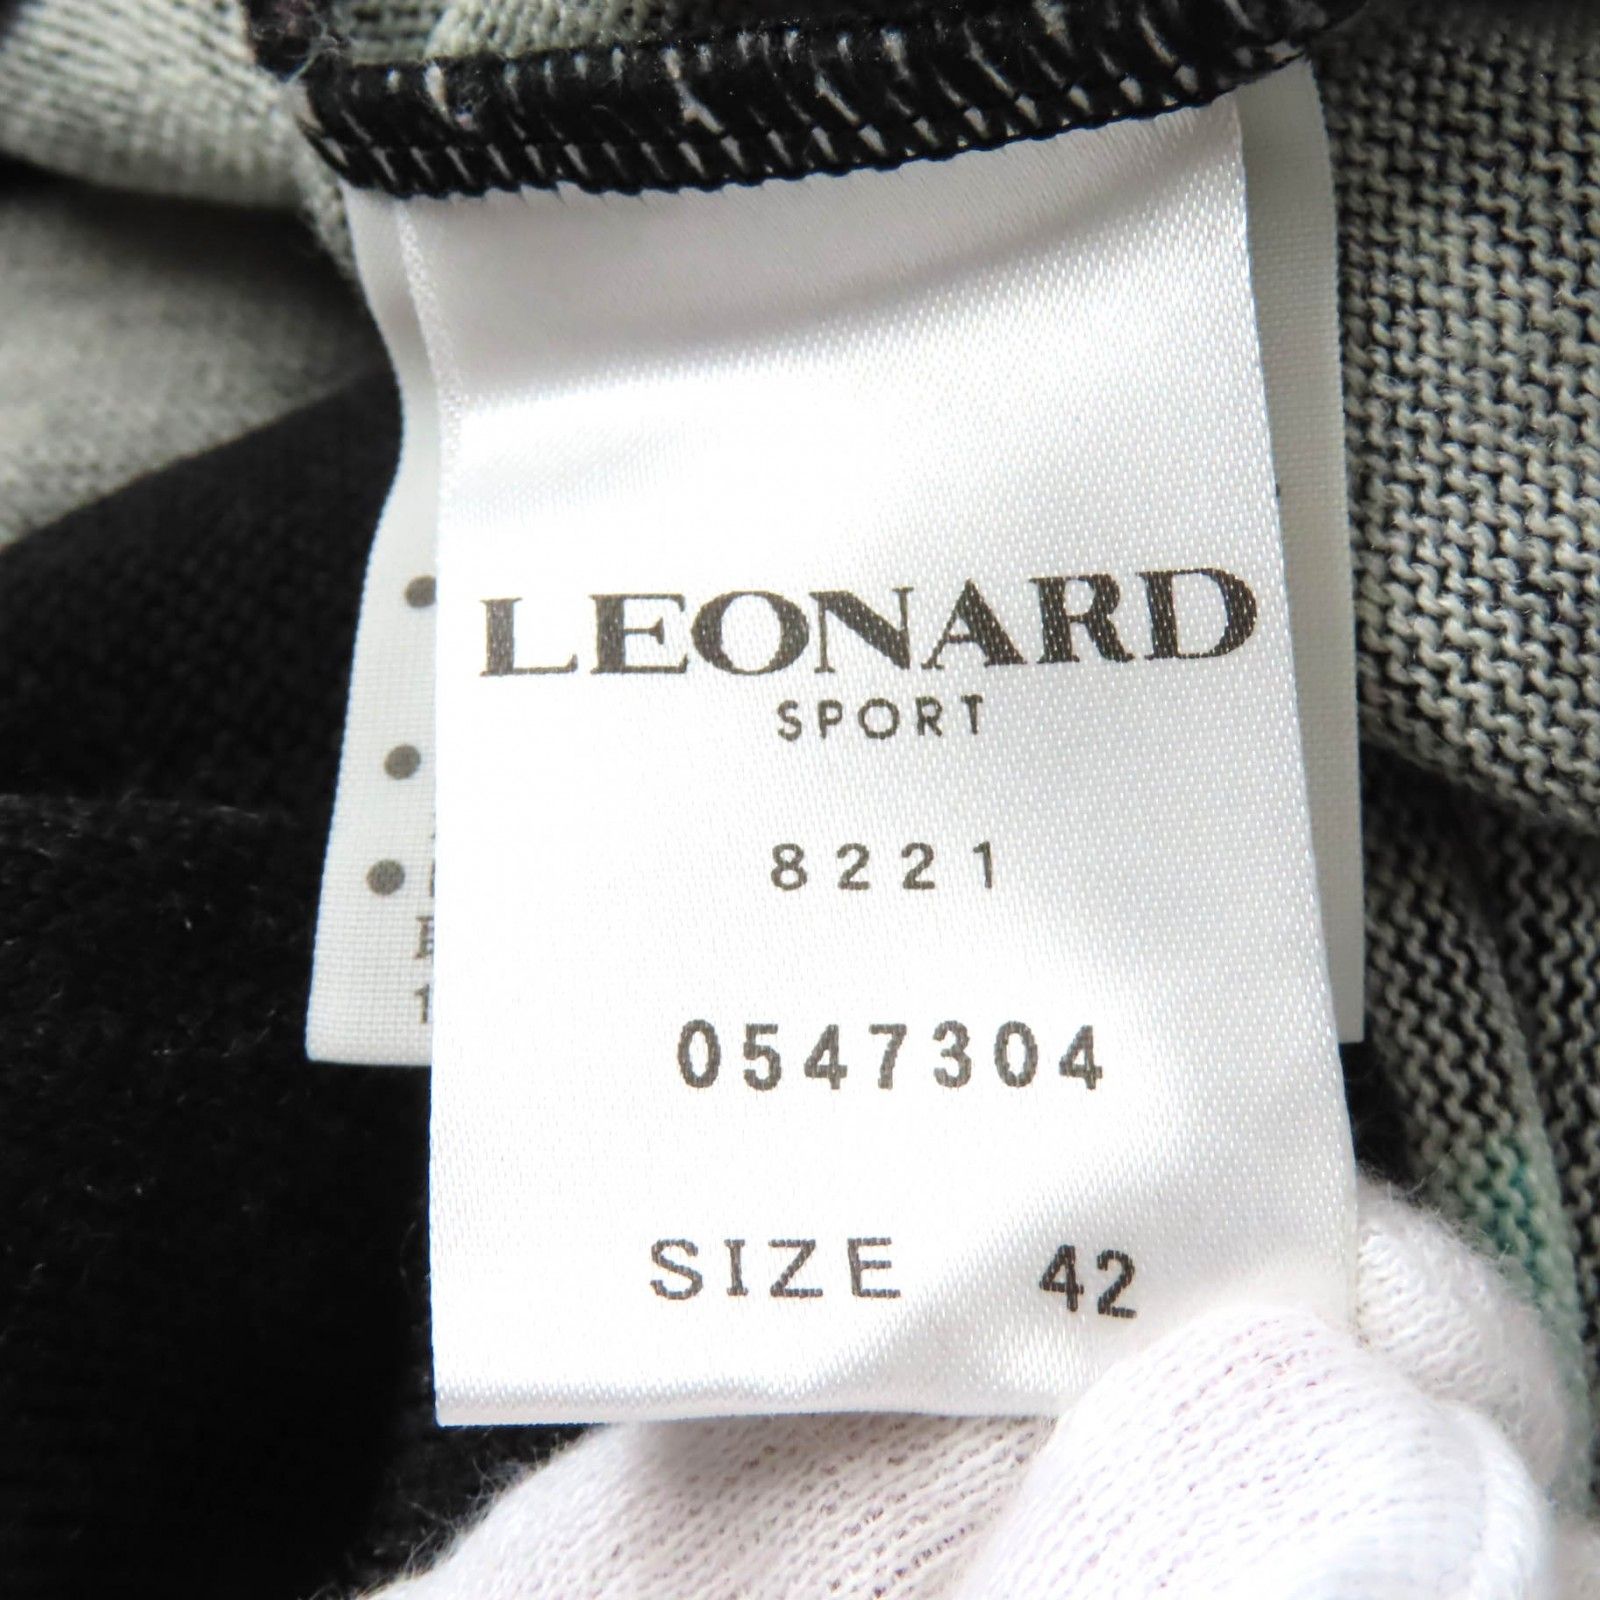 LEONARD
SPORT
8221
0547304
SIZE 42